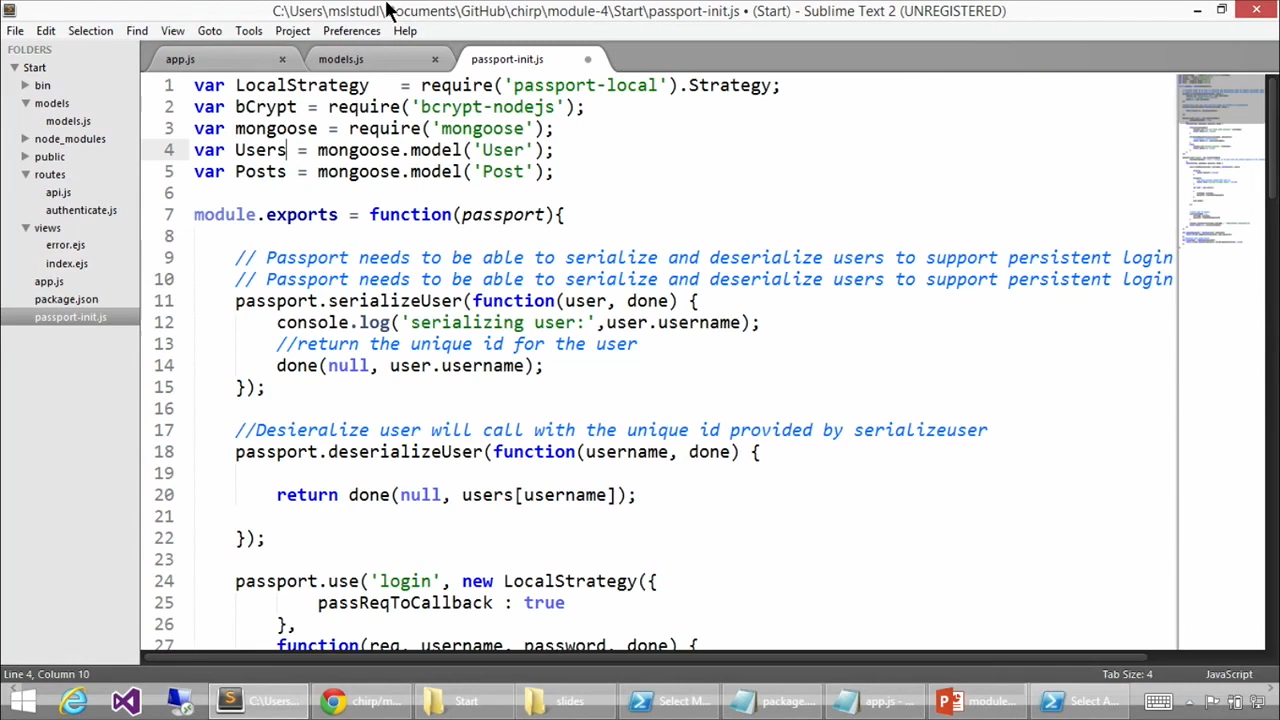 C:\Users\mslstudl\Documents\GitHub\chirp\module-4\Start\passport-init.js • (Start) - Sublime Text 2 (UNREGISTERED)
File Edit Selection Find View Goto Tools Project Preferences Help
FOLDERS
Start
bin
models
models.js
node_modules
public
routes
api.js
authenticate.js
views
error.ejs
index.ejs
app.js
package.json
passport-init.js
app.js × models.js × passport-init.js
1 var LocalStrategy   = require('passport-local').Strategy;
2 var bCrypt = require('bcrypt-nodejs');
3 var mongoose = require('mongoose');
4 var Users = mongoose.model('User');
5 var Posts = mongoose.model('Post');
6
7 module.exports = function(passport){
8
9     // Passport needs to be able to serialize and deserialize users to support persistent login
10     // Passport needs to be able to serialize and deserialize users to support persistent login
11     passport.serializeUser(function(user, done) {
12         console.log('serializing user:',user.username);
13         //return the unique id for the user
14         done(null, user.username);
15     });
16
17     //Desieralize user will call with the unique id provided by serializeuser
18     passport.deserializeUser(function(username, done) {
19
20         return done(null, users[username]);
21
22     });
23
24     passport.use('login', new LocalStrategy({
25             passReqToCallback : true
26         },
27         function(req, username, password, done) {
Line 4, Column 10 Tab Size: 4 JavaScript
C:\Users... chirp/m... Start slides Select M... package... app.js -... module... Select A...